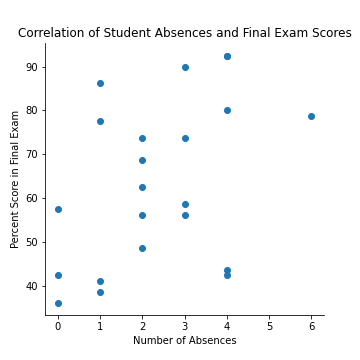 Correlation of Student Absences and Final Exam Scores
90
80
70
60
50
40
Percent Score in Final Exam
0 1 2 3 4 5 6
Number of Absences